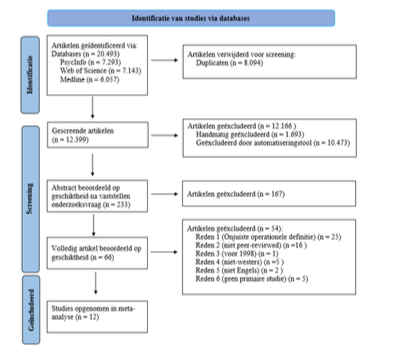 Identificatie van studies via databases
Identificatie
Artikelen geïdentificeerd via:
Databases (n = 20.493)
PsycInfo (n = 7.293)
Web of Science (n = 7.143)
Medline (n = 6.057)
Artikelen verwijderd voor screening:
Duplicaten (n = 8.094)
Screening
Gescreende artikelen
(n = 12.399)
Artikelen geëxcludeerd (n = 12.166 )
Handmatig geëxcludeerd (n = 1.693)
Geëxcludeerd door automatiseringstool (n = 10.473)
Abstract beoordeeld op
geschiktheid na vaststellen
onderzoeksvraag (n = 233)
Artikelen geëxcludeerd (n = 167)
Volledig artikel beoordeeld op
geschiktheid (n = 66)
Artikelen geëxcludeerd (n = 54):
Reden 1 (Onjuiste operationele definitie) (n = 25)
Reden 2 (niet peer-reviewed) (n =16 )
Reden 3 (voor 1998) (n = 1)
Reden 4 (niet-westers) (n =5 )
Reden 5 (niet Engels) (n = 2 )
Reden 6 (geen primaire studie) (n = 5)
Geïncludeerd
Studies opgenomen in meta-
analyse (n = 12)